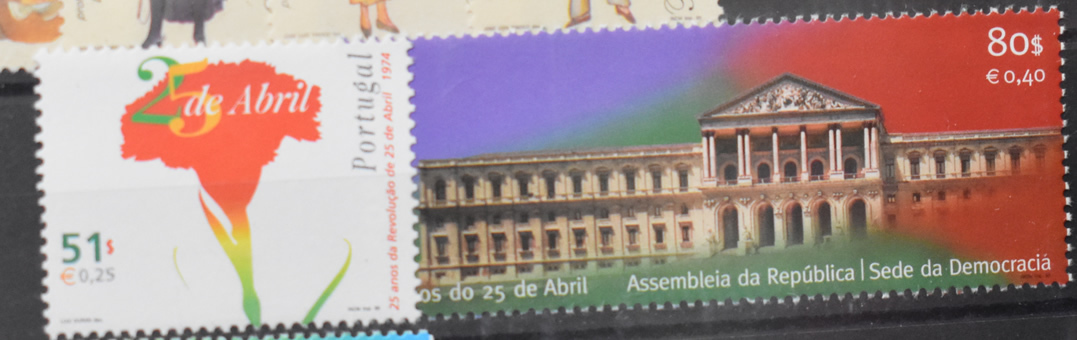 25 de Abril
Portugal
25 anos da Revolução de 25 de Abril 1974
51$
€ 0,25
80$
€ 0,40
os do 25 de Abril
Assembleia da República | Sede da Democracia